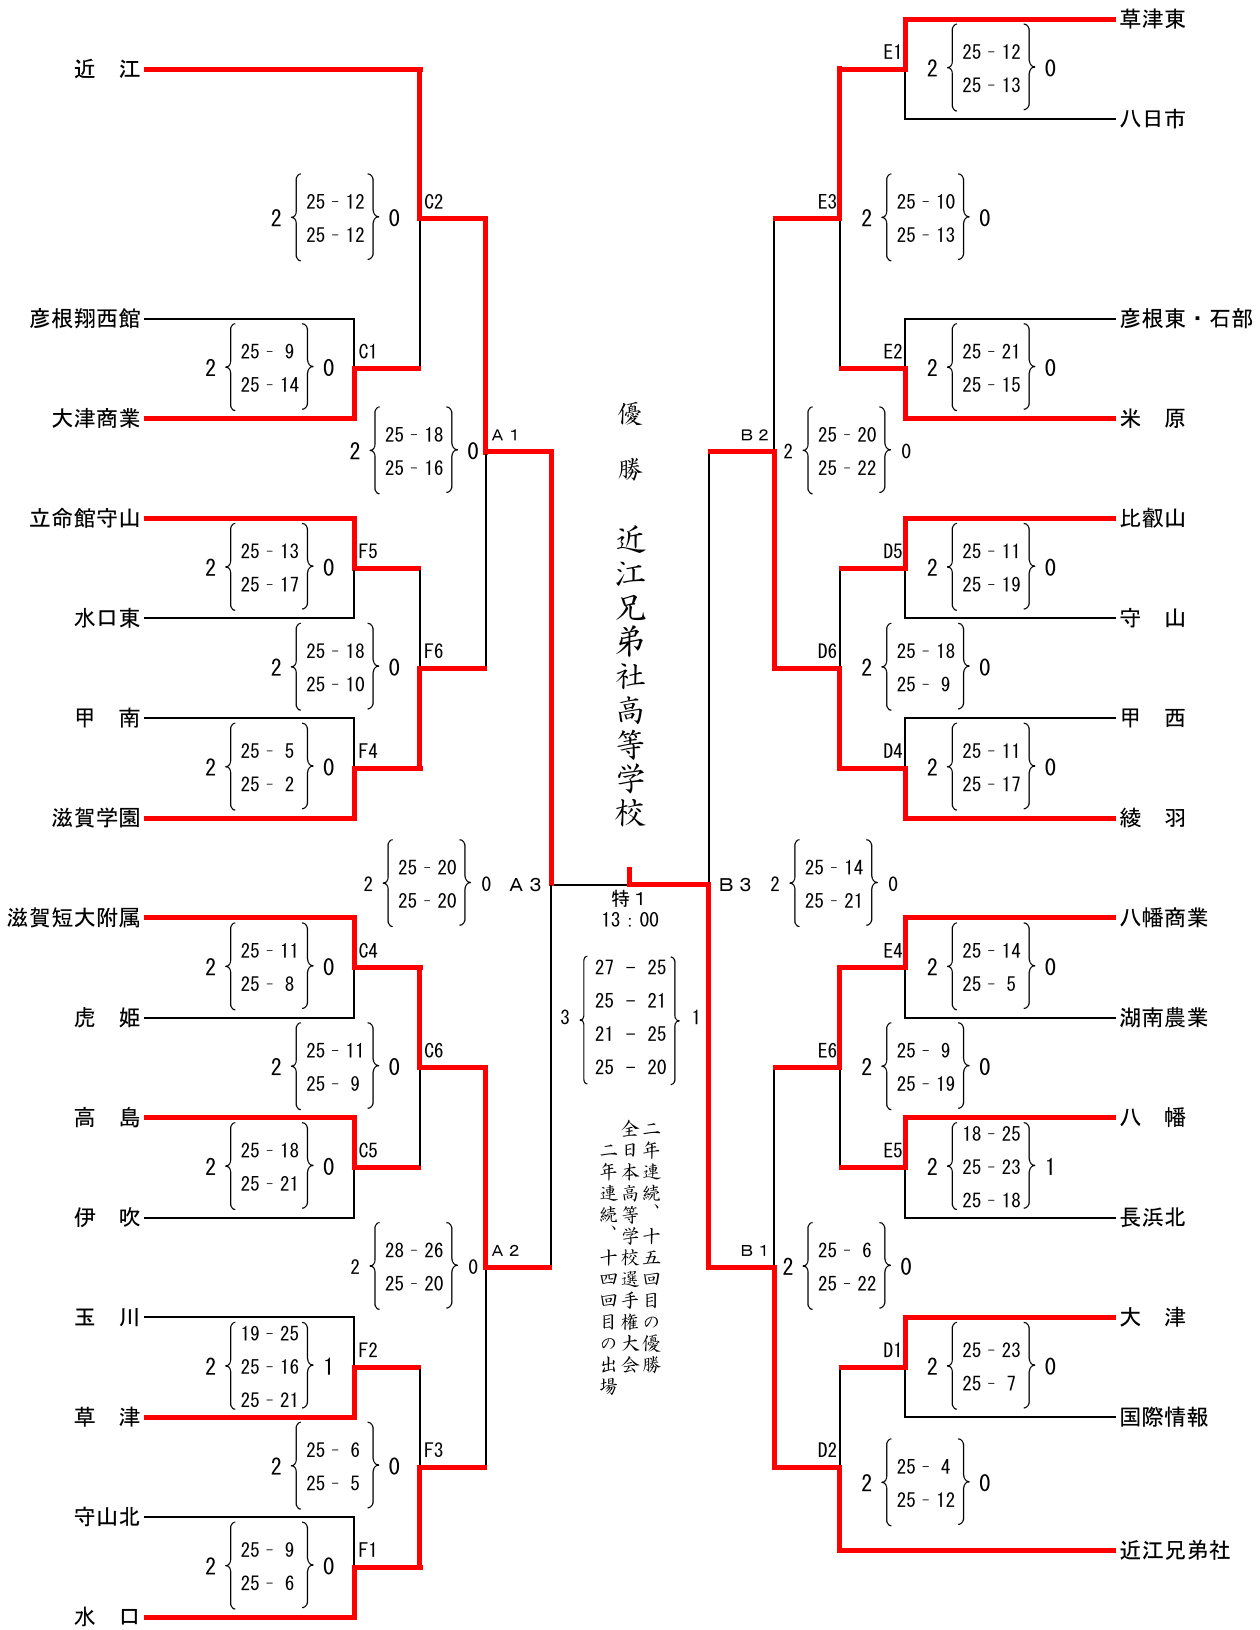 近　江
2 25 - 12 0 C2
25 - 12
彦根翔西館
2 25 - 9 0 C1
25 - 14
大津商業
2 25 - 18 0 A1
25 - 16
立命館守山
2 25 - 13 0 F5
25 - 17
水口東
2 25 - 18 0 F6
25 - 10
甲　南
2 25 - 5 0 F4
25 - 2
滋賀学園
2 25 - 20 0 A3
25 - 20
滋賀短大附属
2 25 - 11 0 C4
25 - 8
虎　姫
2 25 - 11 0 C6
25 - 9
高　島
2 25 - 18 0 C5
25 - 21
伊　吹
2 28 - 26 0 A2
25 - 20
玉　川
2 19 - 25 1 F2
25 - 16
25 - 21
草　津
2 25 - 6 0 F3
25 - 5
守山北
2 25 - 9 0 F1
25 - 6
水　口
優　勝　近江兄弟社高等学校
特1
13：00
3 27 - 25 1
25 - 21
21 - 25
25 - 20
二年連続、十五回目の優勝
全日本高等学校選手権大会
二年連続、十四回目の出場
草津東
E1 2 25 - 12 0
25 - 13
八日市
E3 2 25 - 10 0
25 - 13
彦根東・石部
E2 2 25 - 21 0
25 - 15
米　原
B2 2 25 - 20 0
25 - 22
比叡山
D5 2 25 - 11 0
25 - 19
守　山
D6 2 25 - 18 0
25 - 9
甲　西
D4 2 25 - 11 0
25 - 17
綾　羽
B3 2 25 - 14 0
25 - 21
八幡商業
E4 2 25 - 14 0
25 - 5
湖南農業
E6 2 25 - 9 0
25 - 19
八　幡
E5 2 18 - 25 1
25 - 23
25 - 18
長浜北
B1 2 25 - 6 0
25 - 22
大　津
D1 2 25 - 23 0
25 - 7
国際情報
D2 2 25 - 4 0
25 - 12
近江兄弟社